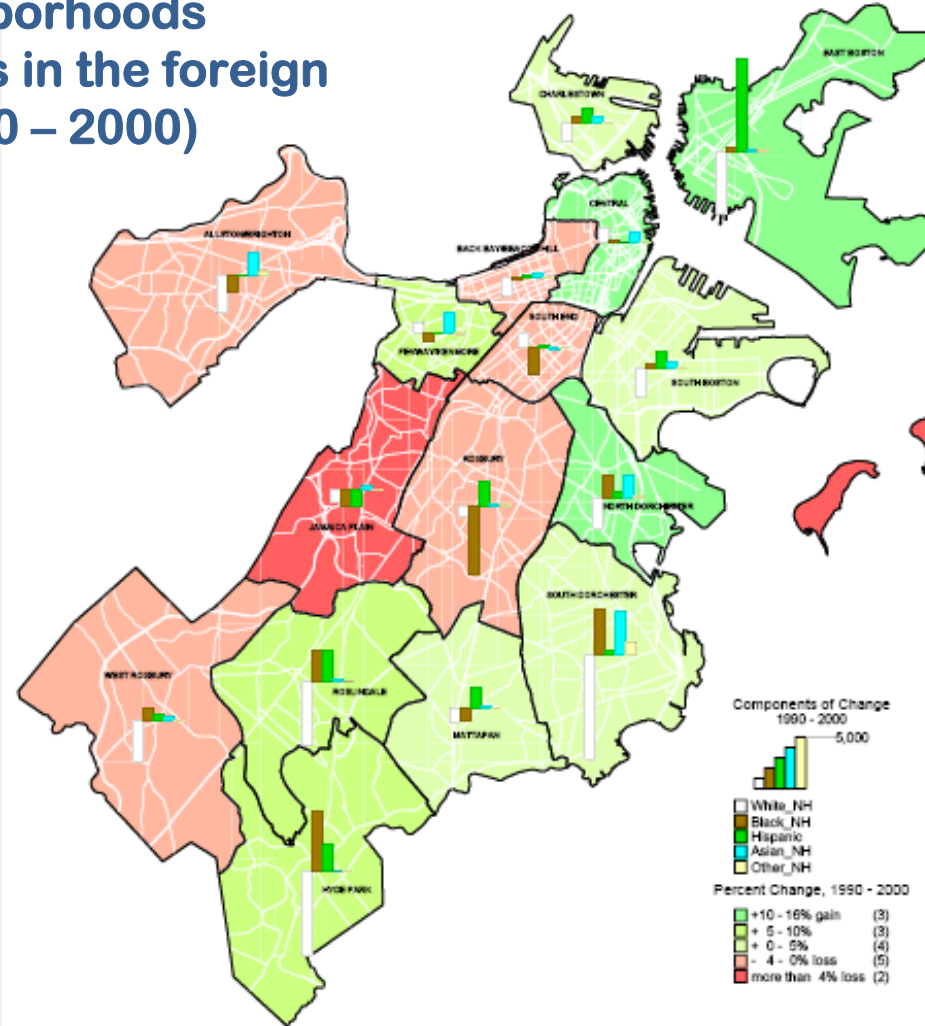 borhoods
s in the foreign
0 – 2000)
EAST BOSTON
CHARLESTOWN
CENTRAL
ALLSTON/BRIGHTON
BACK BAY/BEACON HILL
SOUTH END
FENWAY/KENMORE
SOUTH BOSTON
ROXBURY
NORTH DORCHESTER
JAMAICA PLAIN
SOUTH DORCHESTER
WEST ROXBURY
ROSLINDALE
MATTAPAN
HYDE PARK
Components of Change
1990 - 2000
5,000
White_NH
Black_NH
Hispanic
Asian_NH
Other_NH
Percent Change, 1990 - 2000
+10 - 16% gain (3)
+ 5 - 10% (3)
+ 0 - 5% (4)
- 4 - 0% loss (5)
more than 4% loss (2)